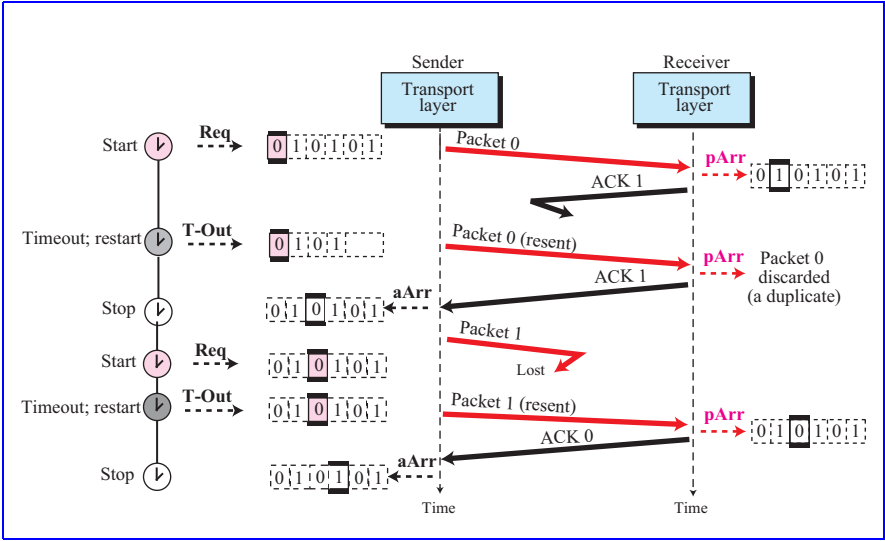 Sender
Receiver
Transport
layer
Transport
layer
Start
Req
0 1 0 1 0 1
Packet 0
pArr
0 1 0 1 0 1
ACK 1
Timeout; restart
T-Out
0 1 0 1
Packet 0 (resent)
pArr
Packet 0
discarded
(a duplicate)
ACK 1
Stop
0 1 0 1 0 1
aArr
Packet 1
Start
Req
0 1 0 1 0 1
Lost
Timeout; restart
T-Out
0 1 0 1 0 1
Packet 1 (resent)
pArr
0 1 0 1 0 1
ACK 0
Stop
0 1 0 1 0 1
aArr
Time
Time